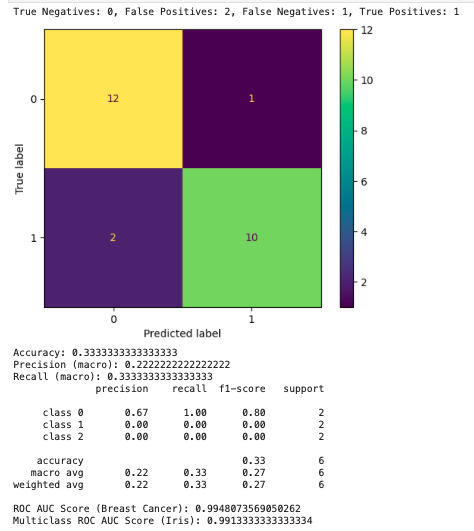 True Negatives: 0, False Positives: 2, False Negatives: 1, True Positives: 1
12
0
12
1
10
8
True label
6
4
1
2
10
2
0
1
Predicted label
Accuracy: 0.3333333333333333
Precision (macro): 0.2222222222222222
Recall (macro): 0.3333333333333333
precision recall f1-score support
class 0 0.67 1.00 0.80 2
class 1 0.00 0.00 0.00 2
class 2 0.00 0.00 0.00 2
accuracy 0.33 6
macro avg 0.22 0.33 0.27 6
weighted avg 0.22 0.33 0.27 6
ROC AUC Score (Breast Cancer): 0.9948073569050262
Multiclass ROC AUC Score (Iris): 0.9913333333333334